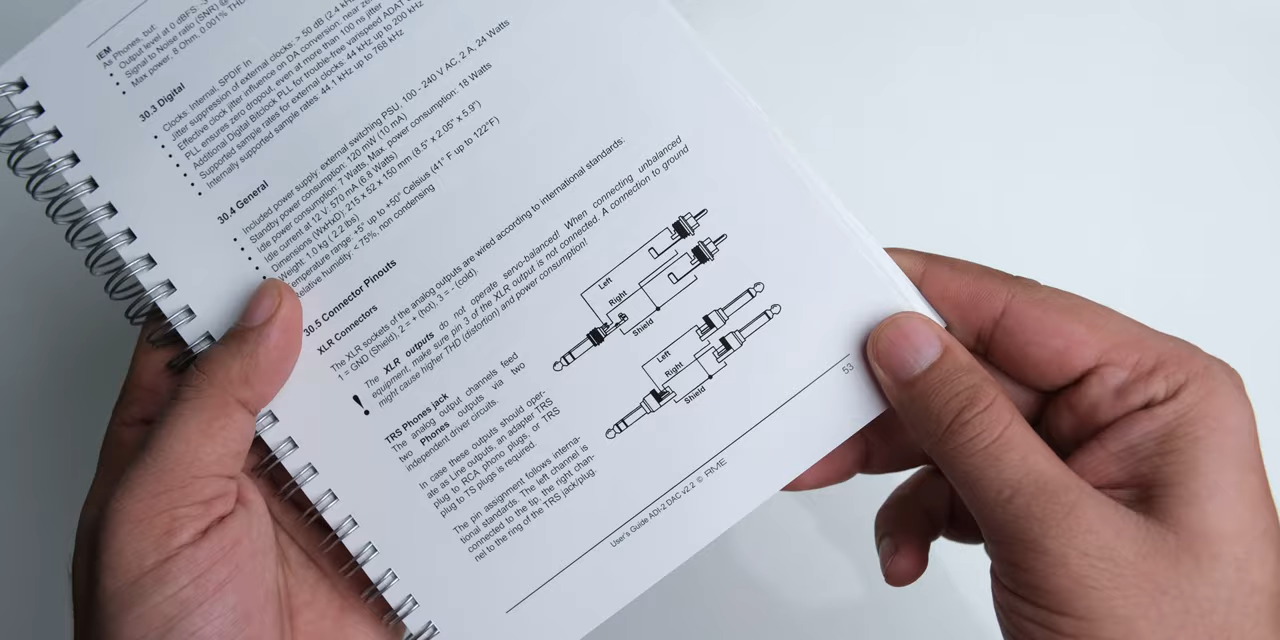 IEM
As Phones, but:
• Output level at 0 dBFS
• Signal to Noise ratio (SNR)
• Max power, 8 Ohm, 0.001% THD
30.3 Digital
• Clocks: Internal, SPDIF In
• Jitter suppression of external clocks: > 50 dB (2.4 kH
• Effective clock jitter influence on DA conversion: near
• PLL ensures zero dropout, even at more than 100 ns jitter
• Additional Digital Bitclock PLL for trouble-free varispeed ADAT
• Supported sample rates for external clocks: 44 kHz up to 200 kHz
• Internally supported sample rates: 44.1 kHz up to 768 kHz
30.4 General
• Included power supply: external switching PSU, 100 - 240 V AC, 2 A, 24 Watts
• Standby power consumption: 120 mW (10 mA)
• Idle power consumption: 7 Watts, Max. power consumption: 18 Watts
• Idle current at 12 V: 570 mA (6.8 Watts)
• Dimensions (WxHxD): 215 x 52 x 150 mm (8.5" x 2.05" x 5.9")
Weight: 1.0 kg ( 2.2 lbs)
emperature range: +5° up to +50° Celsius (41° F up to 122°F)
elative humidity: < 75%, non condensing
30.5 Connector Pinouts
XLR Connectors
The XLR sockets of the analog outputs are wired according to international standards:
1 = GND (Shield), 2 = + (hot), 3 = - (cold).
! The XLR outputs do not operate servo-balanced! When connecting unbalanced
equipment, make sure pin 3 of the XLR output is not connected. A connection to ground
might cause higher THD (distortion) and power consumption!
TRS Phones jack
The analog output channels feed
two Phones outputs via two
independent driver circuits.
In case these outputs should oper-
ate as Line outputs, an adapter TRS
plug to RCA phono plugs, or TRS
plug to TS plugs is required.
The pin assignment follows interna-
tional standards. The left channel is
connected to the tip, the right chan-
nel to the ring of the TRS jack/plug.
Left
Right
Shield
Left
Right
Shield
53
User's Guide ADI-2 DAC v2.2 © RME